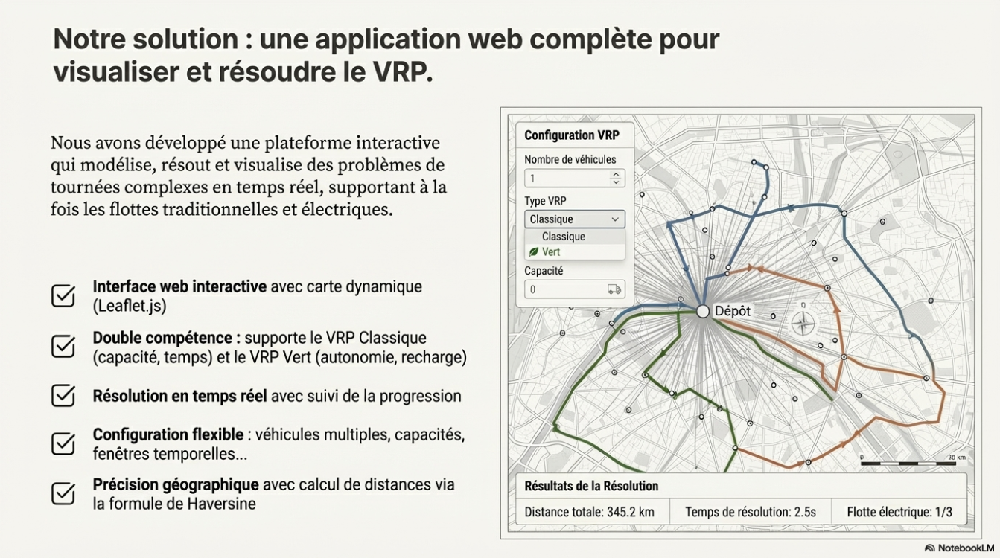 Notre solution : une application web complète pour
visualiser et résoudre le VRP.
Nous avons développé une plateforme interactive
qui modélise, résout et visualise des problèmes de
tournées complexes en temps réel, supportant à la
fois les flottes traditionnelles et électriques.
Interface web interactive avec carte dynamique
(Leaflet.js)
Double compétence : supporte le VRP Classique
(capacité, temps) et le VRP Vert (autonomie, recharge)
Résolution en temps réel avec suivi de la progression
Configuration flexible : véhicules multiples, capacités,
fenêtres temporelles...
Précision géographique avec calcul de distances via
la formule de Haversine
Configuration VRP
Nombre de véhicules
1
Type VRP
Classique
Classique
Vert
Capacité
0
Dépôt
0 30 km
Résultats de la Résolution
Distance totale: 345.2 km
Temps de résolution: 2.5s
Flotte électrique: 1/3
NotebookLM